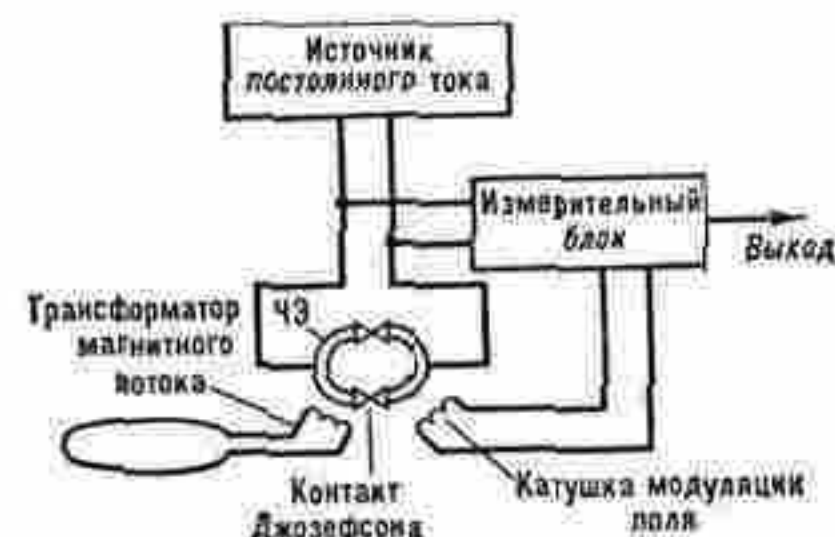 Источник
постоянного тока
Измерительный
блок
Выход
Трансформатор
магнитного
потока
ЧЭ
Контакт
Джозефсона
Катушка модуляции
поля